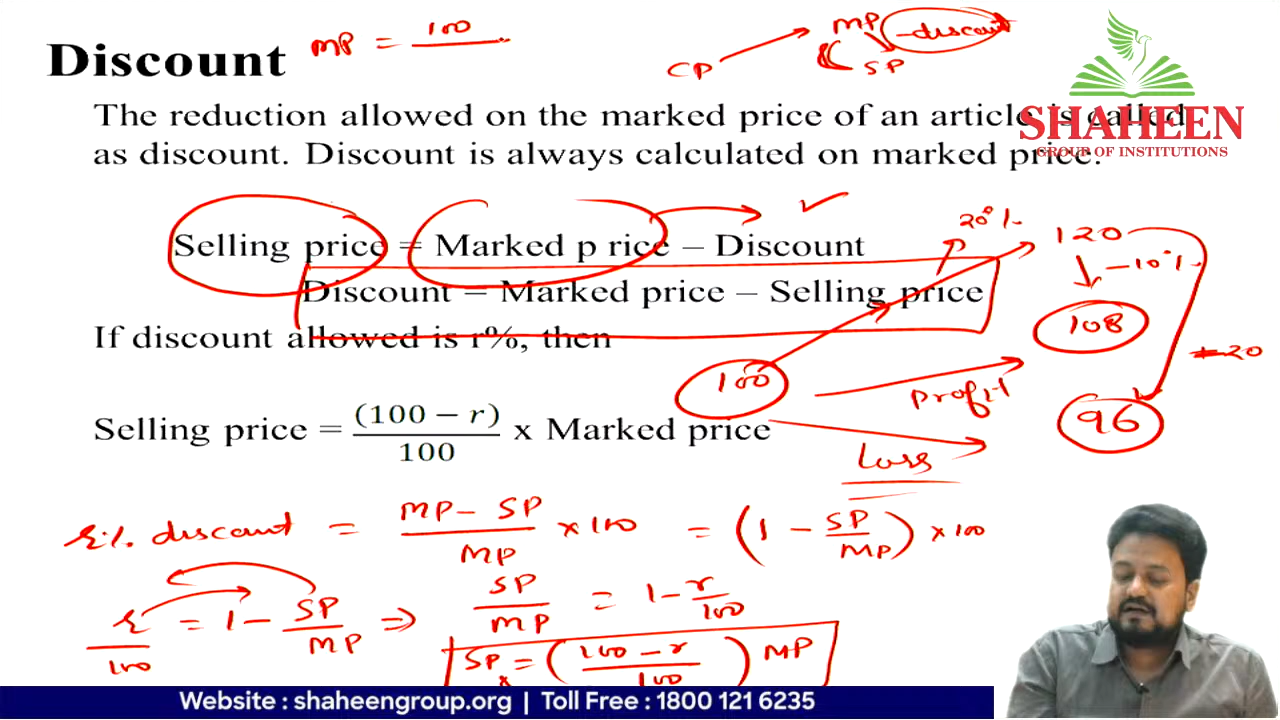 Discount
MP = 100
CP
MP
-discount
SP
SHAHEEN
GROUP OF INSTITUTIONS
The reduction allowed on the marked price of an article is called
as discount. Discount is always calculated on marked price.
Selling price = Marked p rice – Discount
Discount = Marked price – Selling price
If discount allowed is r%, then
20%
120
-10%
108
-20
100
Profit
96
Loss
Selling price = (100 − r)/100 x Marked price
r% discount = (MP - SP)/MP × 100 = (1 - SP/MP) × 100
r/100 = 1 - SP/MP ⇒ SP/MP = 1 - r/100
SP = (100 - r/100) MP
Website : shaheengroup.org | Toll Free : 1800 121 6235